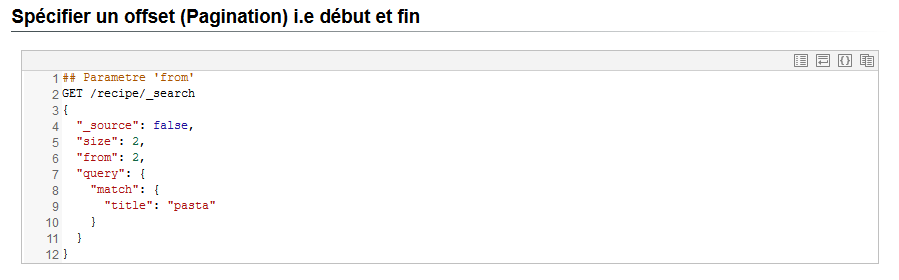 Spécifier un offset (Pagination) i.e début et fin
1 ## Parametre 'from'
2 GET /recipe/_search
3 {
4   "_source": false,
5   "size": 2,
6   "from": 2,
7   "query": {
8     "match": {
9       "title": "pasta"
10     }
11   }
12 }